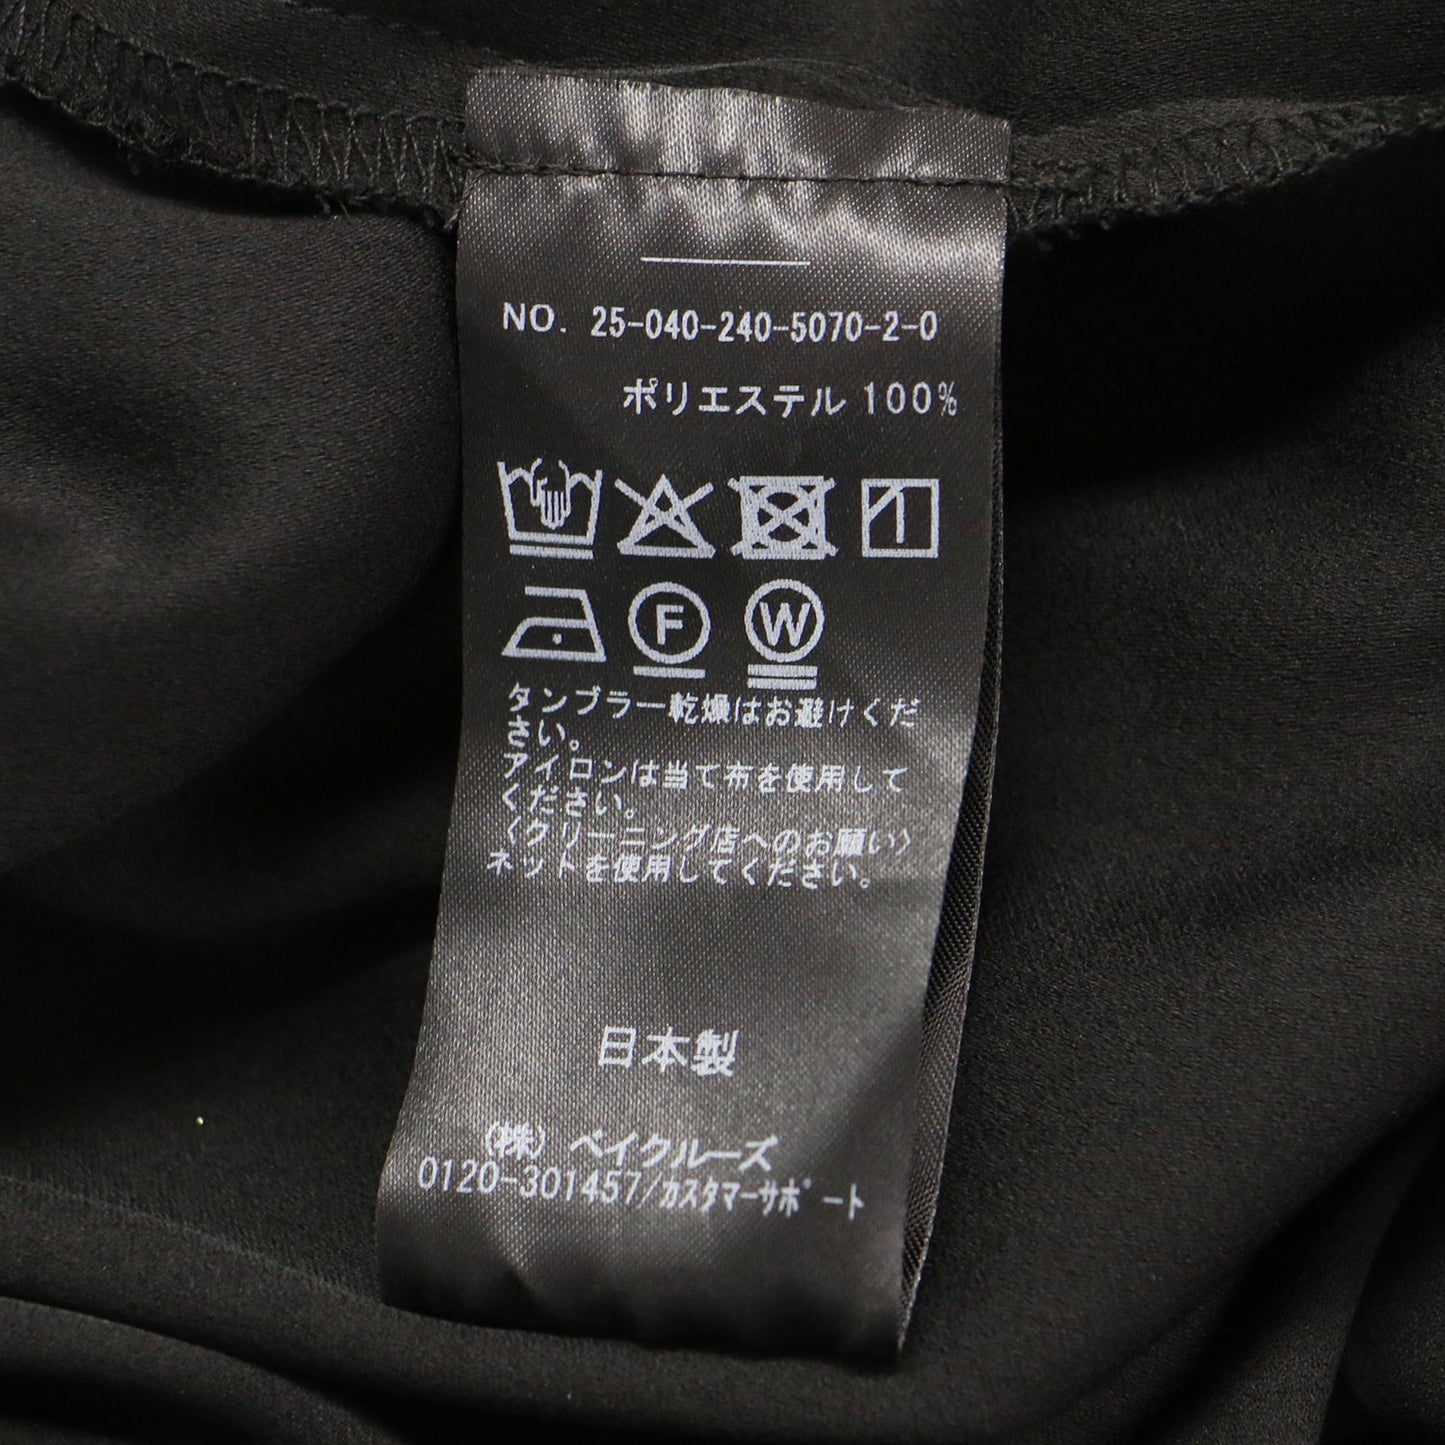 NO. 25-040-240-5070-2-0
ポリエステル 100%
F W
タンブラー乾燥はお避けくだ
さい。
アイロンは当て布を使用して
ください。
〈クリーニング店へのお願い〉
ネットを使用してください。
日本製
(株) ベイクルーズ
0120-301457/カスタマーサポート